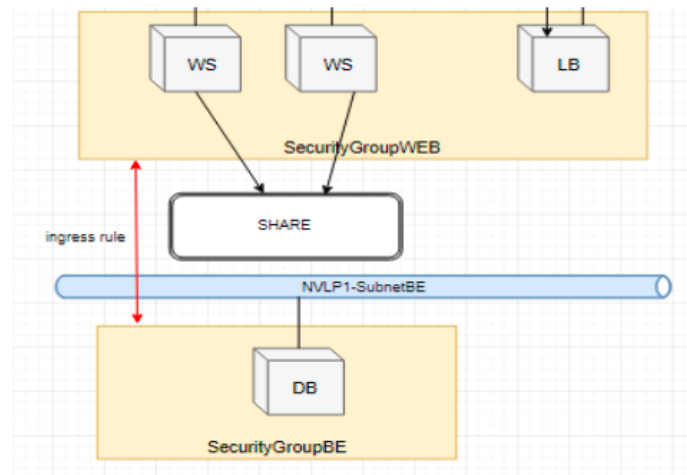 WS
WS
LB
SecurityGroupWEB
ingress rule
SHARE
NVLP1-SubnetBE
DB
SecurityGroupBE